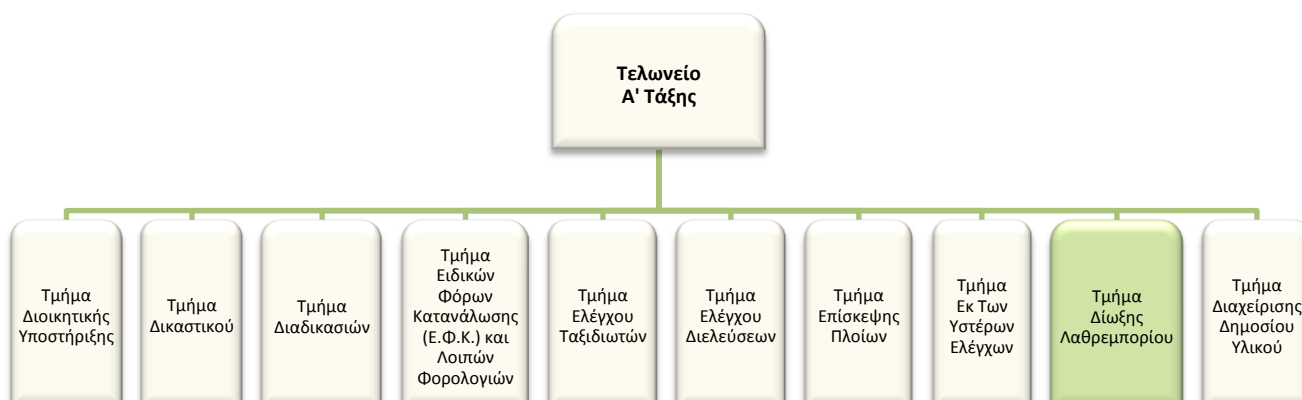 Τελωνείο
Α' Τάξης
Τμήμα
Διοικητικής
Υποστήριξης
Τμήμα
Δικαστικού
Τμήμα
Διαδικασιών
Τμήμα
Ειδικών
Φόρων
Κατανάλωσης
(Ε.Φ.Κ.) και
Λοιπών
Φορολογιών
Τμήμα
Ελέγχου
Ταξιδιωτών
Τμήμα
Ελέγχου
Διελεύσεων
Τμήμα
Επίσκεψης
Πλοίων
Τμήμα
Εκ Των
Υστέρων
Ελέγχων
Τμήμα
Δίωξης
Λαθρεμπορίου
Τμήμα
Διαχείρισης
Δημοσίου
Υλικού